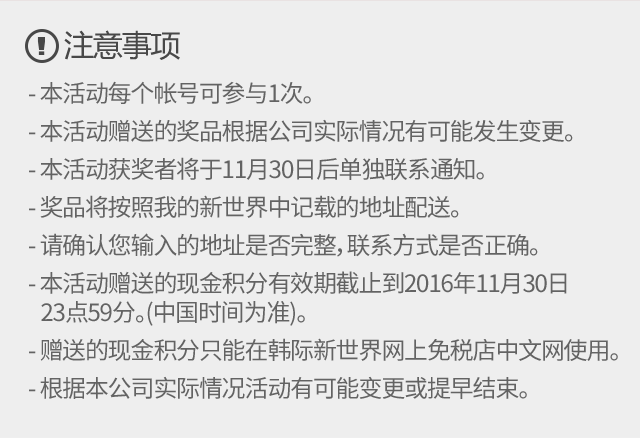 注意事项
- 本活动每个帐号可参与1次。
- 本活动赠送的奖品根据公司实际情况有可能发生变更。
- 本活动获奖者将于11月30日后单独联系通知。
- 奖品将按照我的新世界中记载的地址配送。
- 请确认您输入的地址是否完整，联系方式是否正确。
- 本活动赠送的现金积分有效期截止到2016年11月30日
23点59分。(中国时间为准)。
- 赠送的现金积分只能在韩际新世界网上免税店中文网使用。
- 根据本公司实际情况活动有可能变更或提早结束。